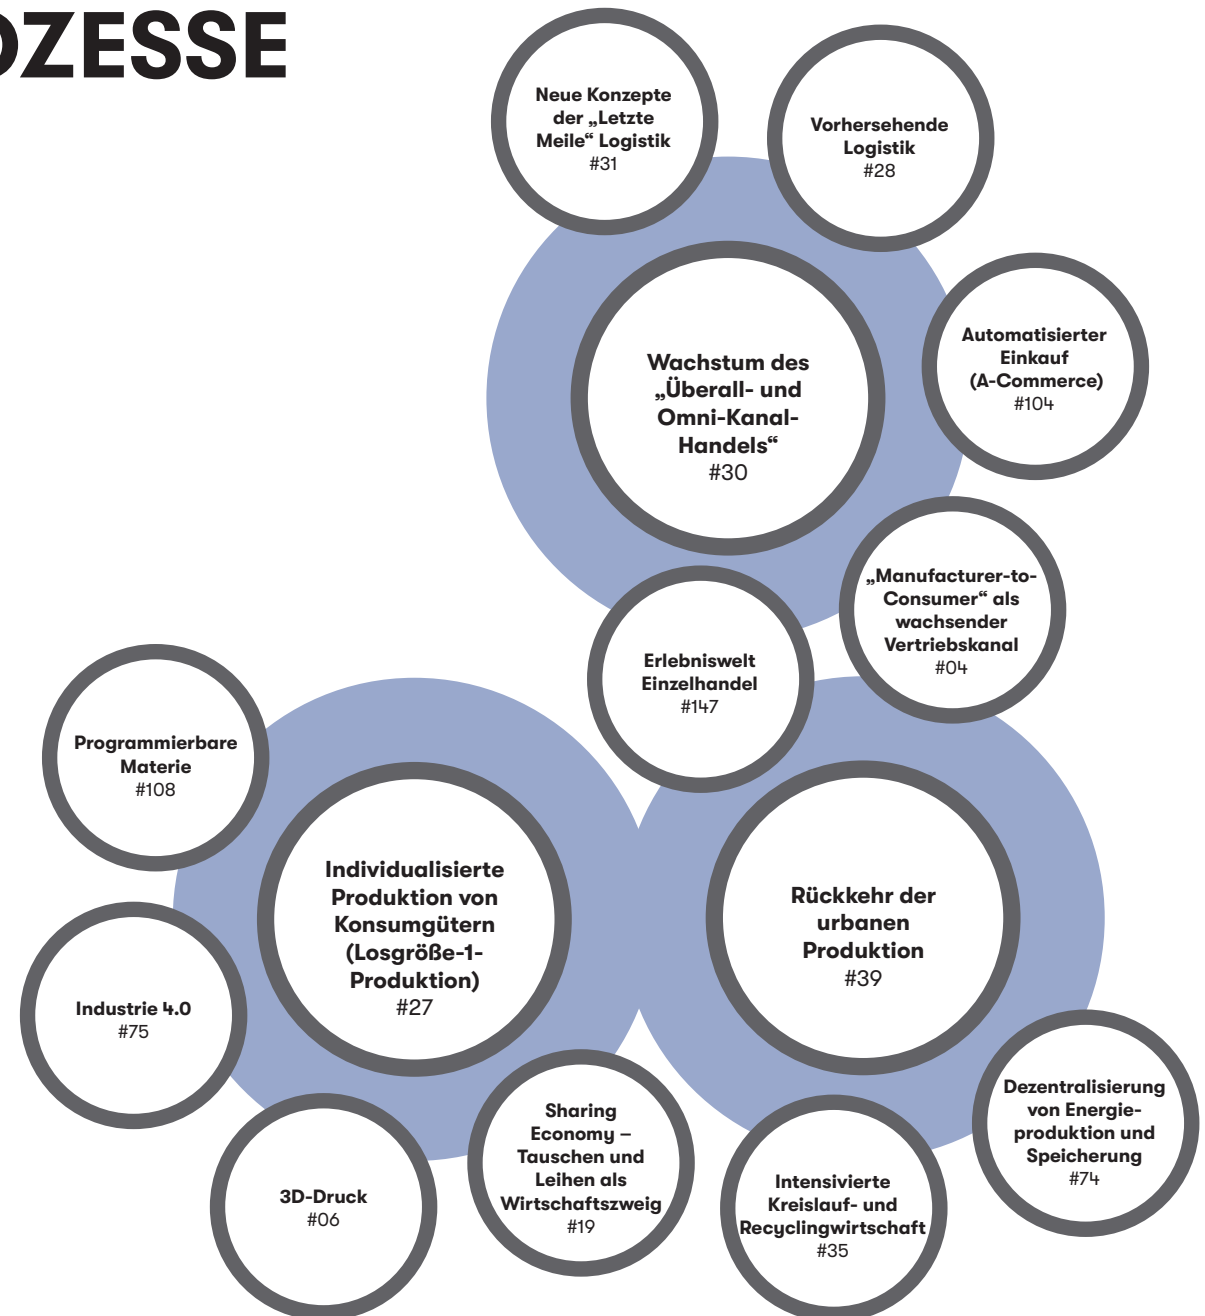 OZESSE
Neue Konzepte
der „Letzte
Meile“ Logistik
#31
Vorhersehende
Logistik
#28
Automatisierter
Einkauf
(A-Commerce)
#104
Wachstum des
„Überall- und
Omni-Kanal-
Handels“
#30
„Manufacturer-to-
Consumer“ als
wachsender
Vertriebskanal
#04
Erlebniswelt
Einzelhandel
#147
Programmierbare
Materie
#108
Individualisierte
Produktion von
Konsumgütern
(Losgröße-1-
Produktion)
#27
Rückkehr der
urbanen
Produktion
#39
Industrie 4.0
#75
Dezentralisierung
von Energie-
produktion und
Speicherung
#74
Sharing
Economy –
Tauschen und
Leihen als
Wirtschaftszweig
#19
3D-Druck
#06
Intensivierte
Kreislauf- und
Recyclingwirtschaft
#35